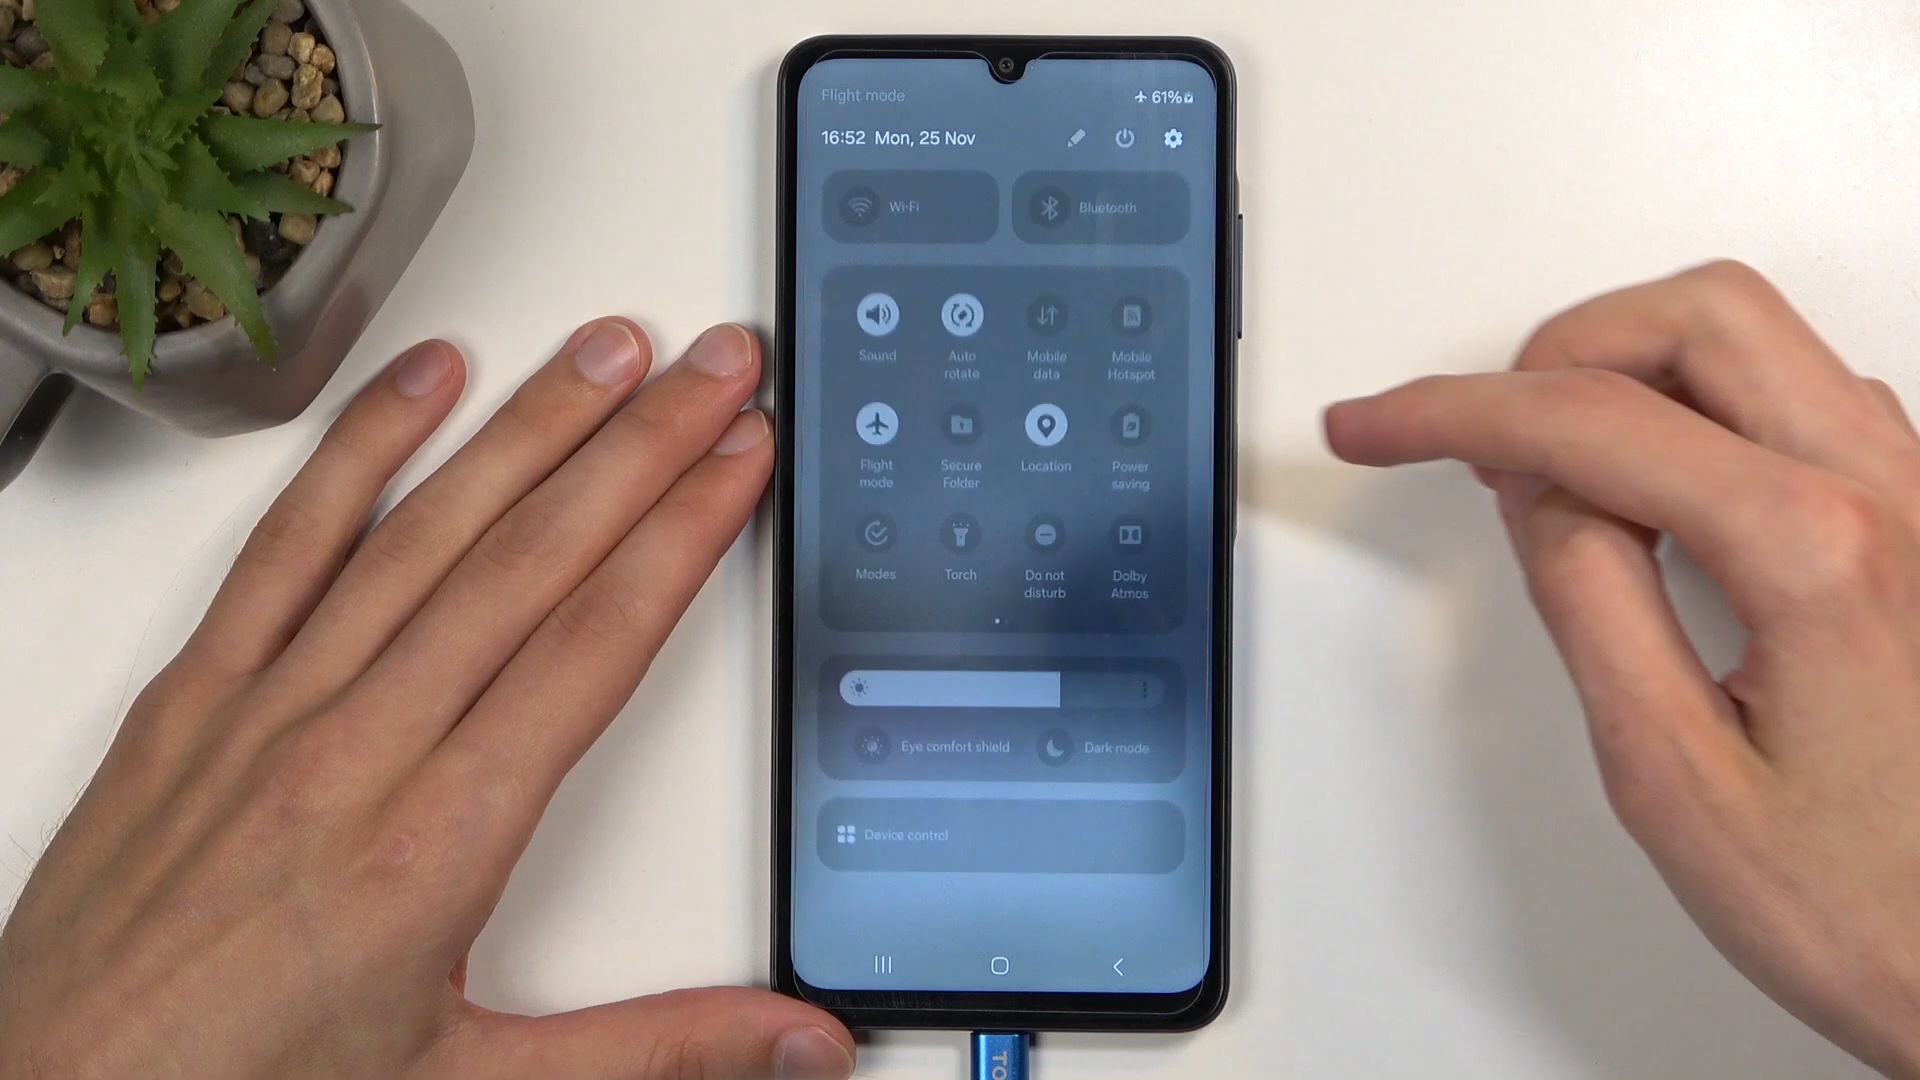 Flight mode
61%
16:52 Mon, 25 Nov
Wi-Fi
Bluetooth
Sound
Auto
rotate
Mobile
data
Mobile
Hotspot
Flight
mode
Secure
Folder
Location
Power
saving
Modes
Torch
Do not
disturb
Dolby
Atmos
Eye comfort shield
Dark mode
Device control
TO